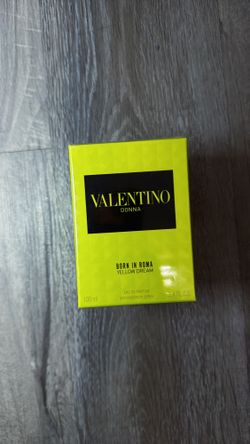 VALENTINO
DONNA
BORN IN ROMA
YELLOW DREAM
100 ml
EAU DE PARFUM